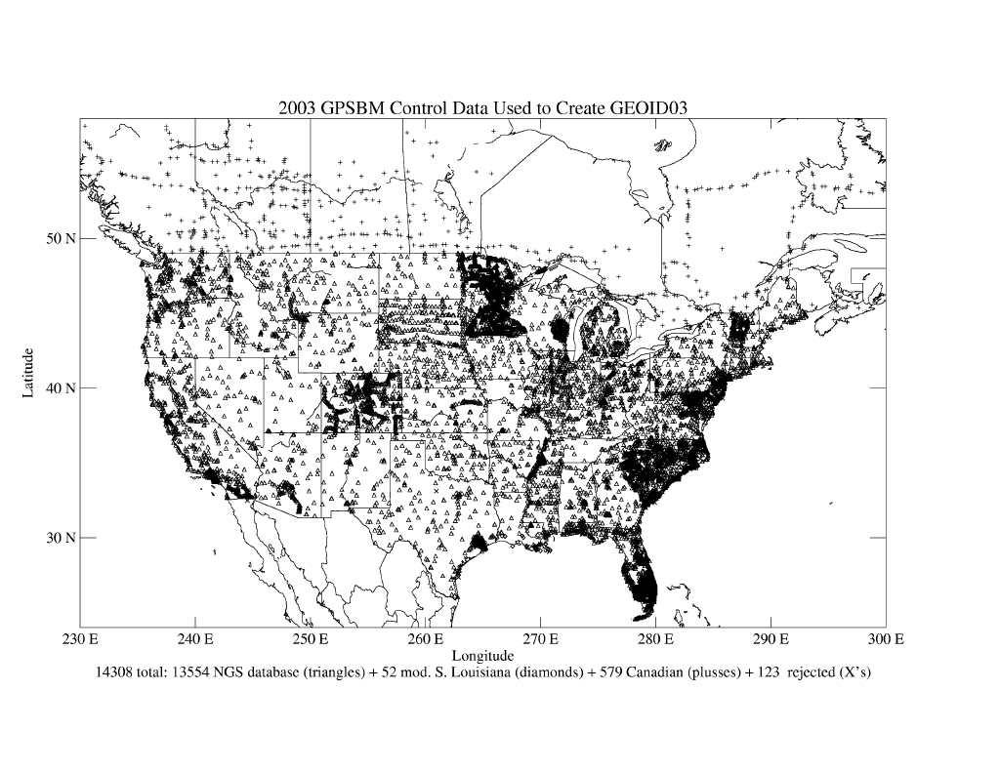 2003 GPSBM Control Data Used to Create GEOID03
50 N
40 N
30 N
Latitude
230 E 240 E 250 E 260 E 270 E 280 E 290 E 300 E
Longitude
14308 total: 13554 NGS database (triangles) + 52 mod. S. Louisiana (diamonds) + 579 Canadian (plusses) + 123 rejected (X's)